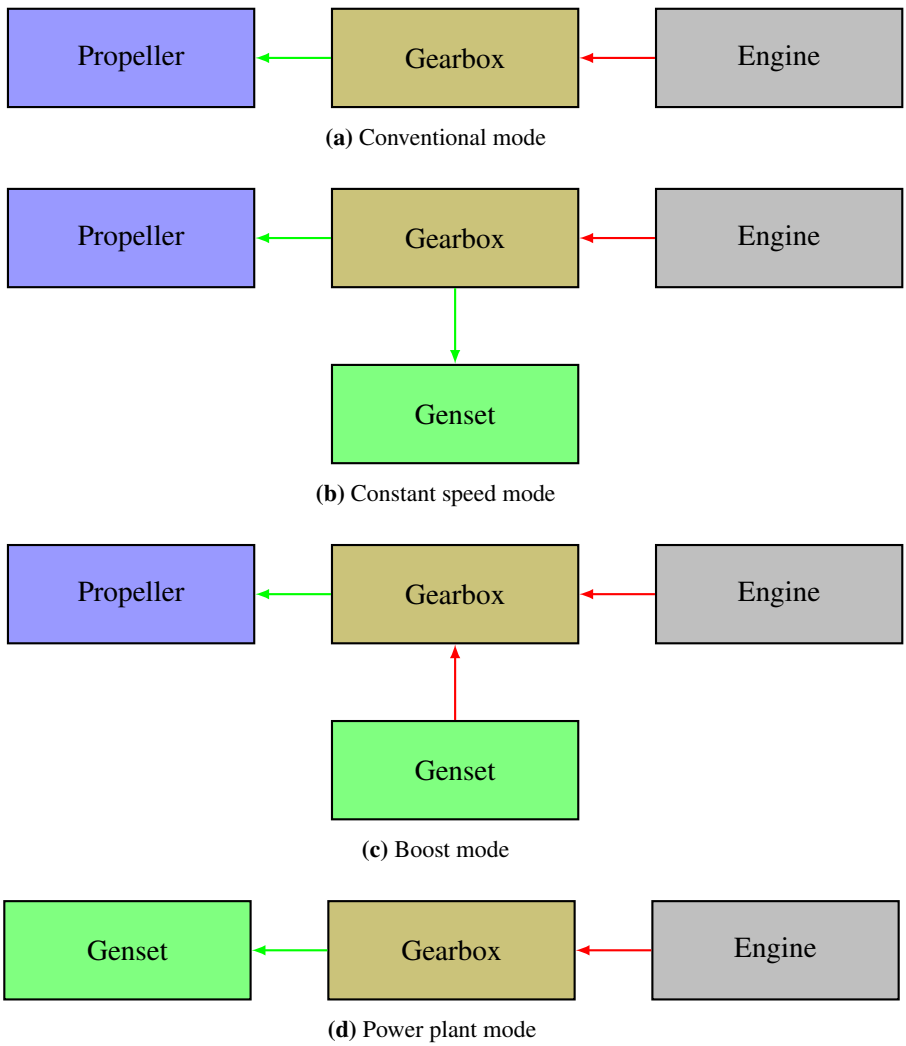 Propeller Gearbox Engine
(a) Conventional mode
Propeller Gearbox Engine
Genset
(b) Constant speed mode
Propeller Gearbox Engine
Genset
(c) Boost mode
Genset Gearbox Engine
(d) Power plant mode